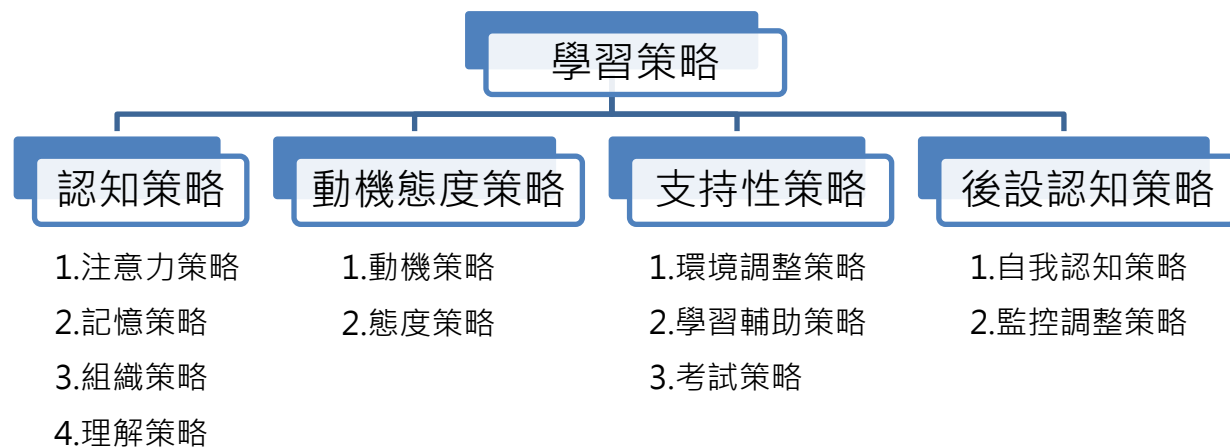 學習策略
認知策略
1.注意力策略
2.記憶策略
3.組織策略
4.理解策略
動機態度策略
1.動機策略
2.態度策略
支持性策略
1.環境調整策略
2.學習輔助策略
3.考試策略
後設認知策略
1.自我認知策略
2.監控調整策略